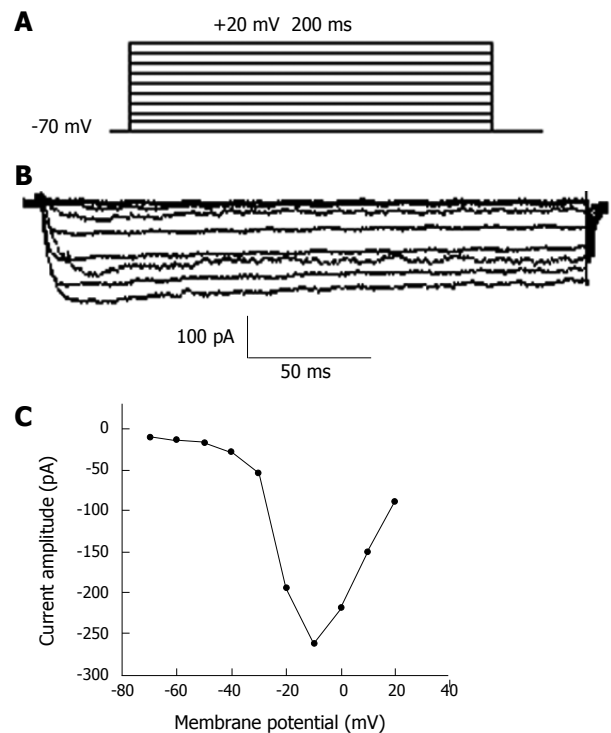 A
+20 mV 200 ms
-70 mV
B
100 pA
50 ms
C
0
-50
-100
-150
-200
-250
-300
Current amplitude (pA)
-80 -60 -40 -20 0 20 40
Membrane potential (mV)